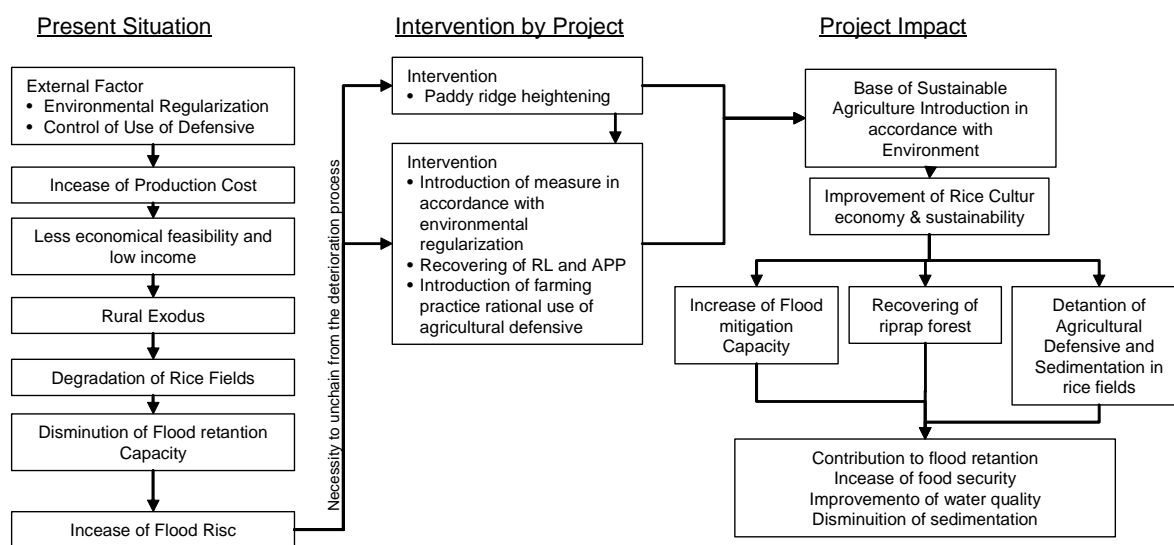 Present Situation
External Factor
• Environmental Regularization
• Control of Use of Defensive
Incease of Production Cost
Less economical feasibility and
low income
Rural Exodus
Degradation of Rice Fields
Disminution of Flood retantion
Capacity
Incease of Flood Risc
Necessity to unchain from the deterioration process
Intervention by Project
Intervention
• Paddy ridge heightening
Intervention
• Introduction of measure in
accordance with
environmental
regularization
• Recovering of RL and APP
• Introduction of farming
practice rational use of
agricultural defensive
Project Impact
Base of Sustainable
Agriculture Introduction in
accordance with
Environment
Improvement of Rice Cultur
economy & sustainability
Increase of Flood
mitigation
Capacity
Recovering of
riprap forest
Detantion of
Agricultural
Defensive and
Sedimentation in
rice fields
Contribution to flood retantion
Incease of food security
Improvemento of water quality
Disminuition of sedimentation